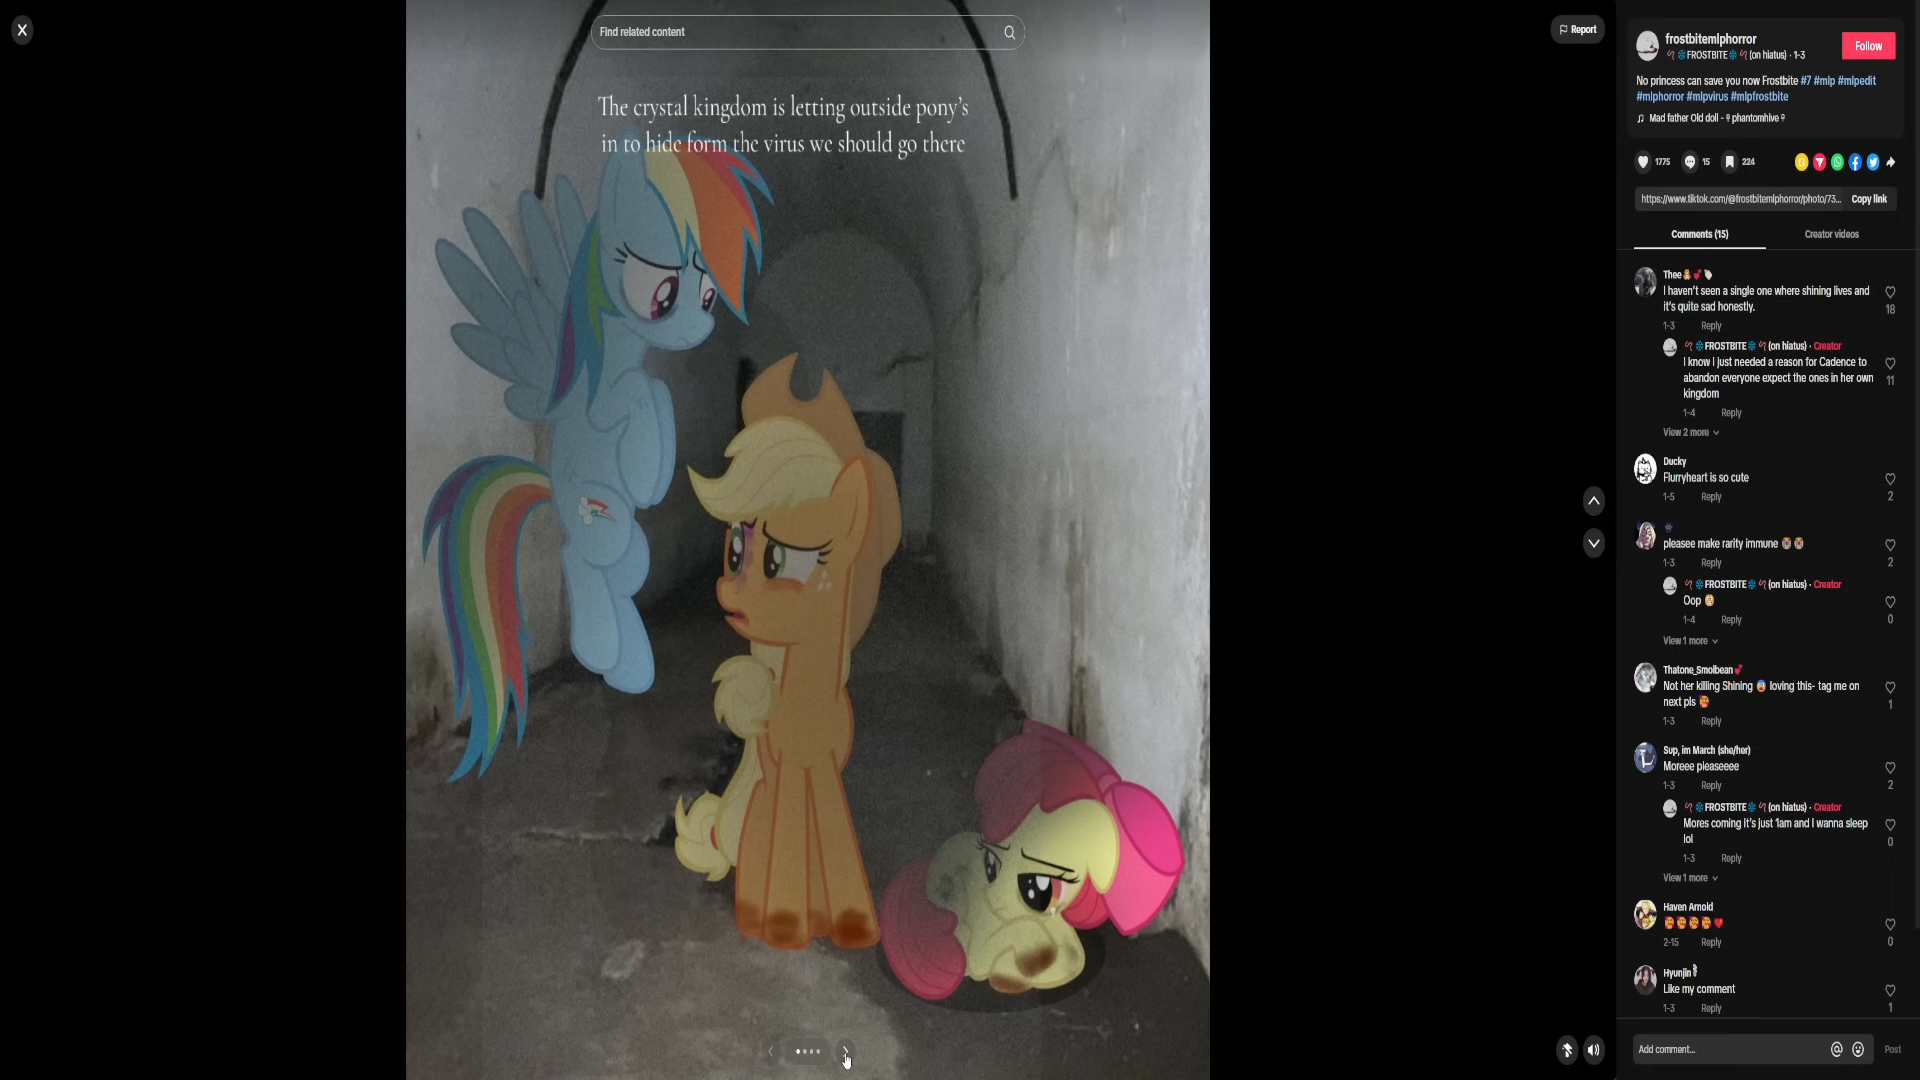 Find related content
Report
The crystal kingdom is letting outside pony's
in to hide form the virus we should go there
frostbitemlphorror
FROSTBITE (on hiatus) · 1-3
Follow
No princess can save you now Frostbite #7 #mlp #mlpedit
#mlphorror #mlpvirus #mlpfrostbite
Mad father Old doll - phantomhive
1775
15
224
https://www.tiktok.com/@frostbitemlphorror/photo/73...
Copy link
Comments (15)
Creator videos
Thee
I haven't seen a single one where shining lives and
it's quite sad honestly.
18
1-3 Reply
FROSTBITE (on hiatus) · Creator
I know I just needed a reason for Cadence to
abandon everyone expect the ones in her own
kingdom
11
1-4 Reply
View 2 more
Ducky
Flurryheart is so cute
2
1-5 Reply
pleasee make rarity immune
2
1-3 Reply
FROSTBITE (on hiatus) · Creator
Oop
0
1-4 Reply
View 1 more
Thatone_Smolbean
Not her killing Shining loving this- tag me on
next pls
1
1-3 Reply
Sup, im March (she/her)
Moreee pleaseeee
2
1-3 Reply
FROSTBITE (on hiatus) · Creator
Mores coming it's just 1am and I wanna sleep
lol
0
1-3 Reply
View 1 more
Haven Arnold
2-15 Reply
0
Hyunjin
Like my comment
1-3 Reply
1
Add comment...
Post